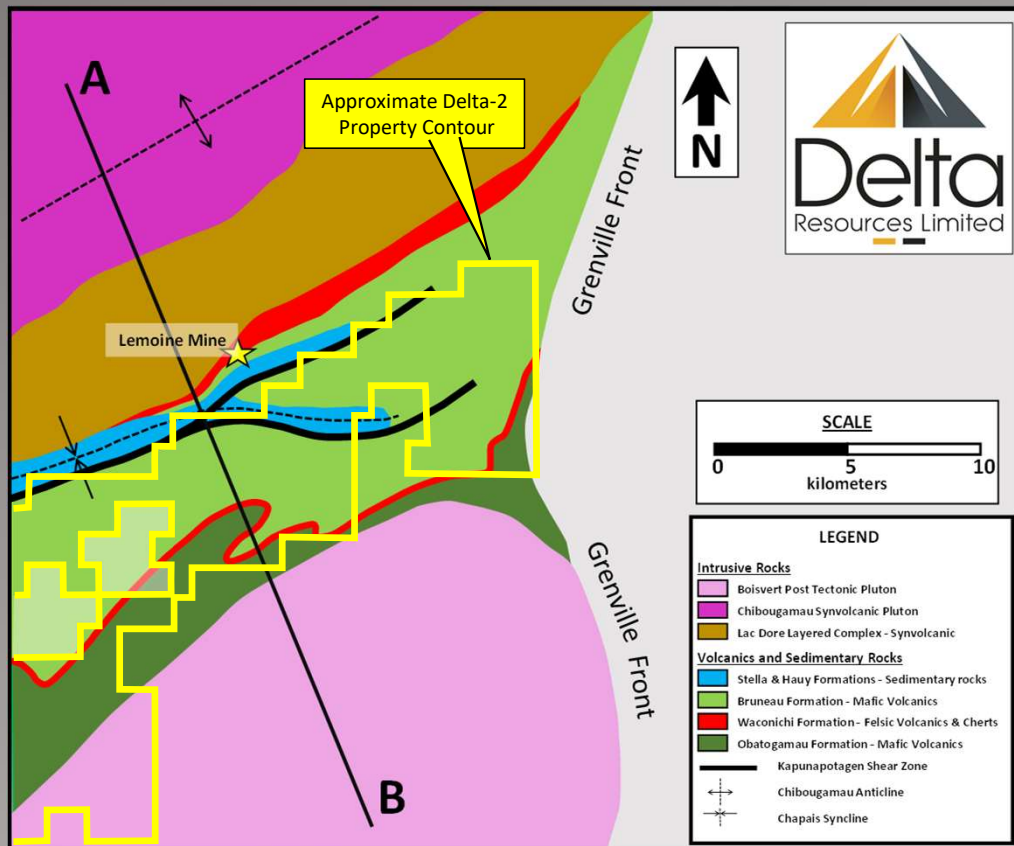 A
Approximate Delta-2
Property Contour
N
Delta
Resources Limited
Grenville Front
Lemoine Mine
SCALE
0 5 10
kilometers
Grenville Front
B
LEGEND
Intrusive Rocks
Boisvert Post Tectonic Pluton
Chibougamau Synvolcanic Pluton
Lac Dore Layered Complex - Synvolcanic
Volcanics and Sedimentary Rocks
Stella & Hauy Formations - Sedimentary rocks
Bruneau Formation - Mafic Volcanics
Waconichi Formation - Felsic Volcanics & Cherts
Obatogamau Formation - Mafic Volcanics
Kapunapotagen Shear Zone
Chibougamau Anticline
Chapais Syncline